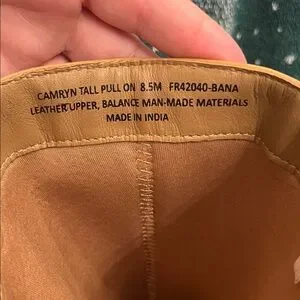 CAMRYN TALL PULL ON 8.5M FR42040-BANA
LEATHER UPPER, BALANCE MAN-MADE MATERIALS
MADE IN INDIA